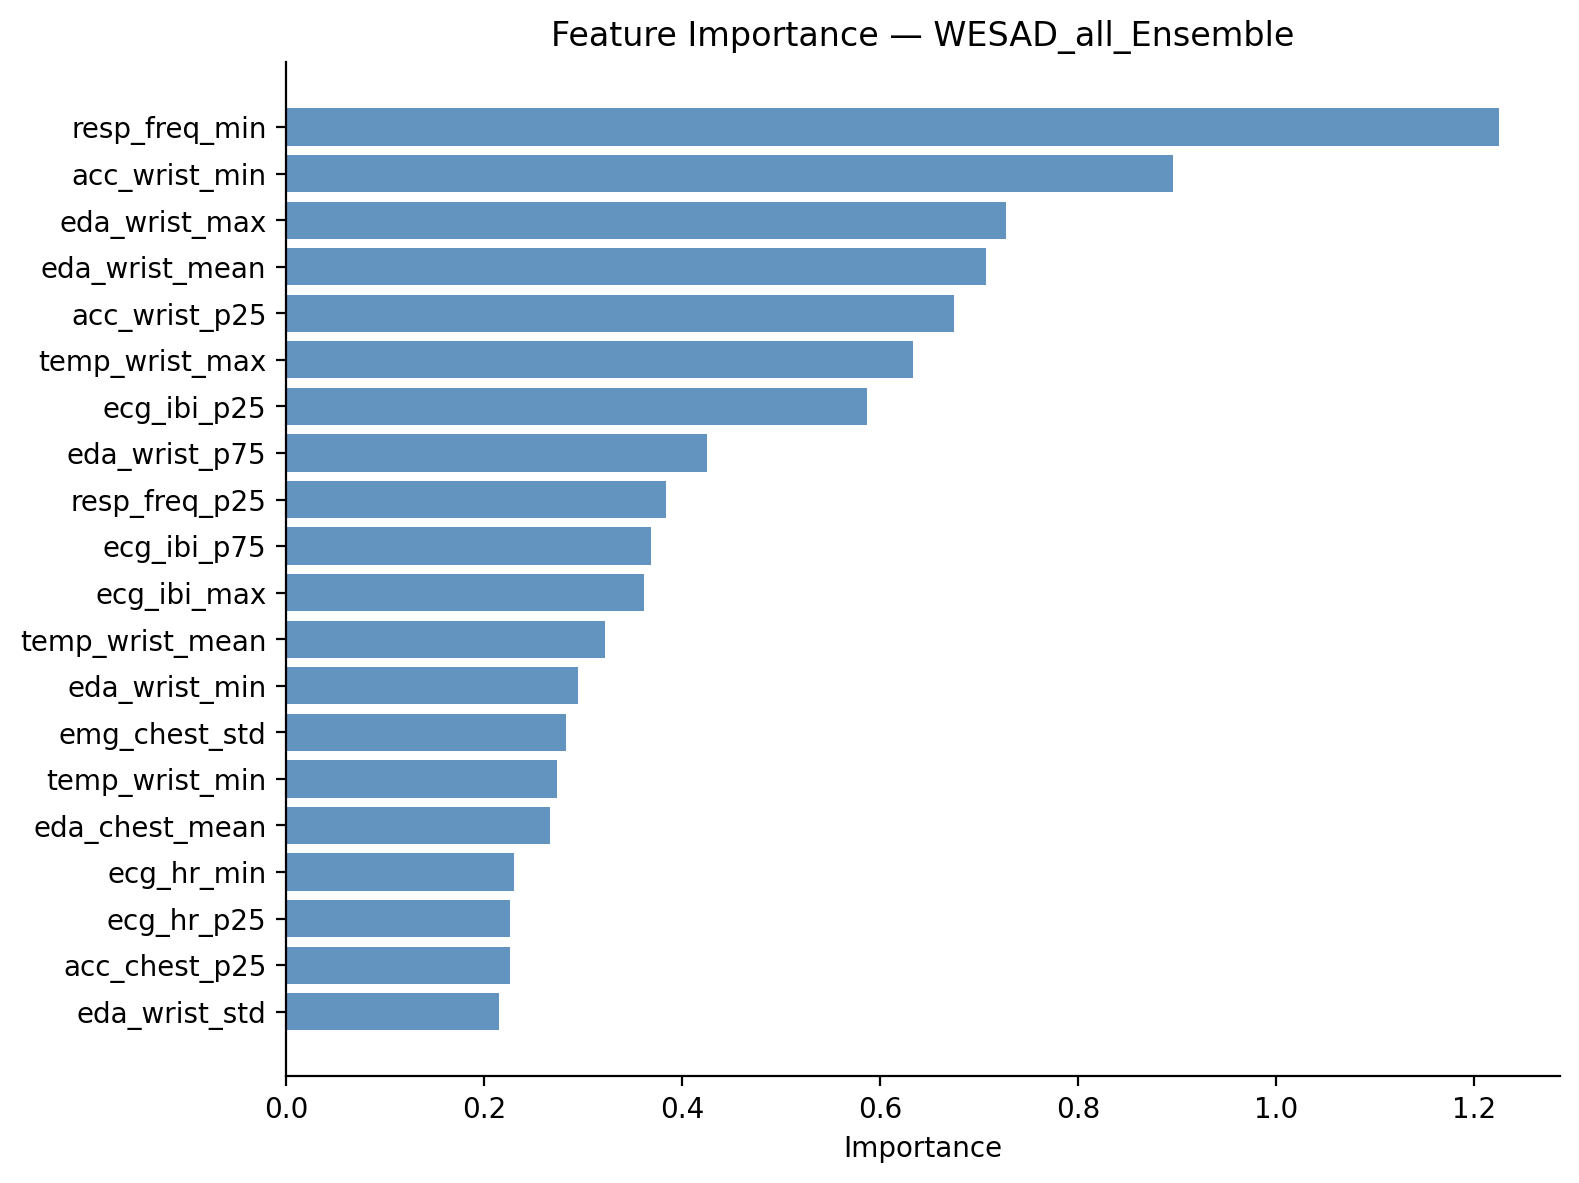 Feature Importance — WESAD_all_Ensemble
resp_freq_min
acc_wrist_min
eda_wrist_max
eda_wrist_mean
acc_wrist_p25
temp_wrist_max
ecg_ibi_p25
eda_wrist_p75
resp_freq_p25
ecg_ibi_p75
ecg_ibi_max
temp_wrist_mean
eda_wrist_min
emg_chest_std
temp_wrist_min
eda_chest_mean
ecg_hr_min
ecg_hr_p25
acc_chest_p25
eda_wrist_std
0.0 0.2 0.4 0.6 0.8 1.0 1.2
Importance